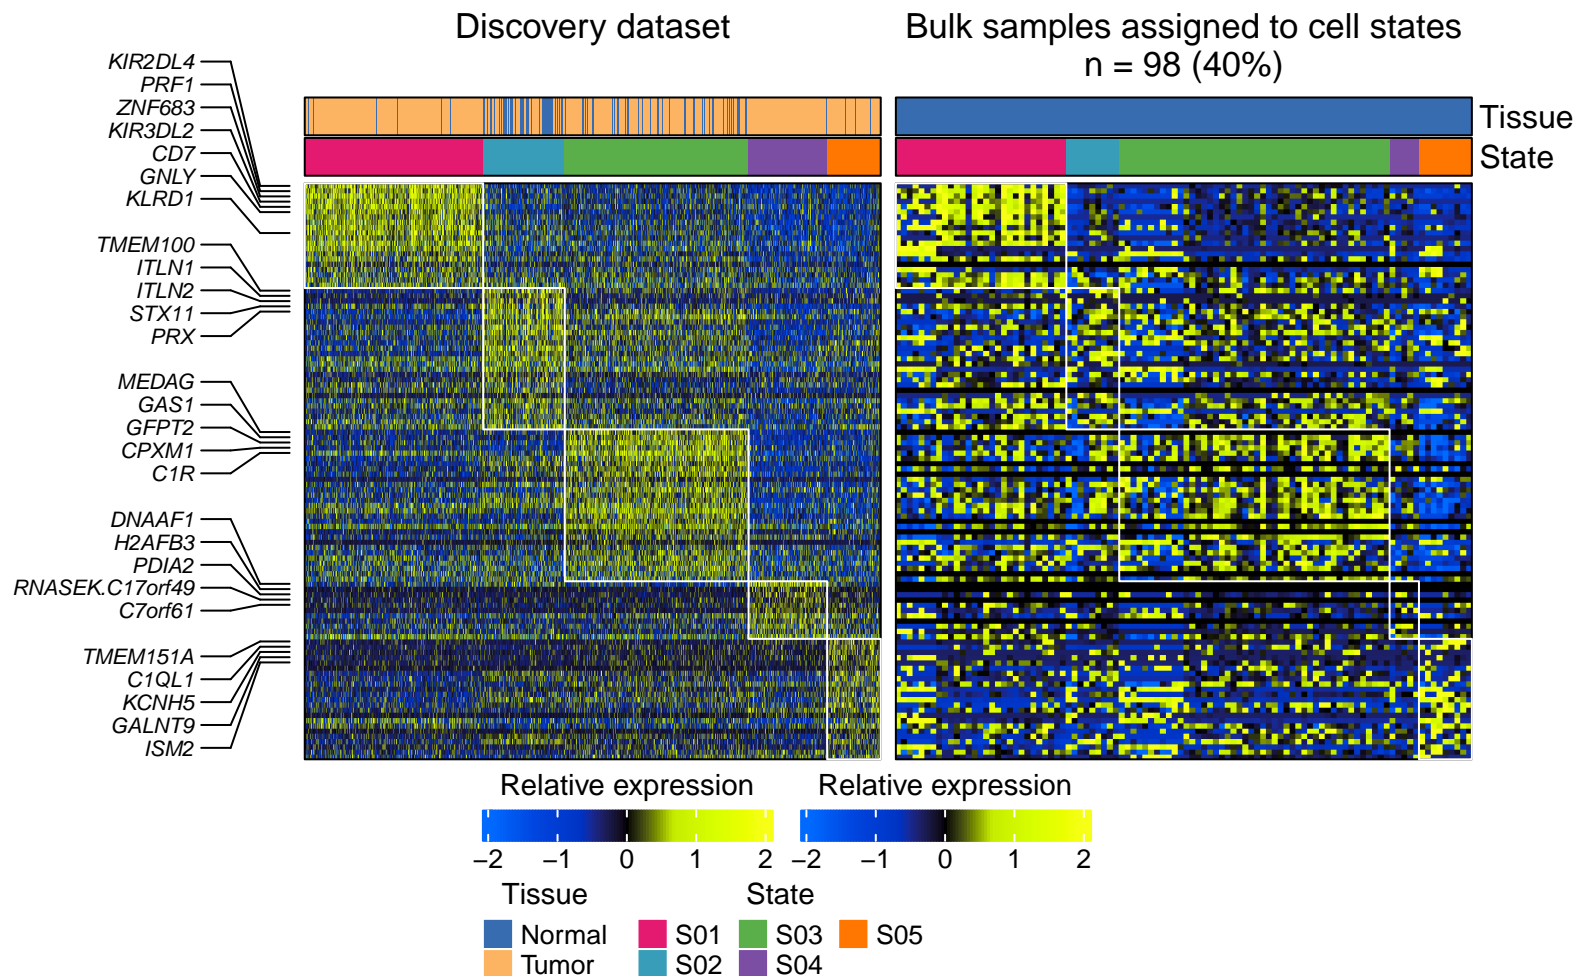 Discovery dataset
Bulk samples assigned to cell states
n = 98 (40%)
KIR2DL4
PRF1
ZNF683
KIR3DL2
CD7
GNLY
KLRD1
TMEM100
ITLN1
ITLN2
STX11
PRX
MEDAG
GAS1
GFPT2
CPXM1
C1R
DNAAF1
H2AFB3
PDIA2
RNASEK.C17orf49
C7orf61
TMEM151A
C1QL1
KCNH5
GALNT9
ISM2
Tissue
State
Relative expression
−2 −1 0 1 2
Relative expression
−2 −1 0 1 2
Tissue
Normal
Tumor
State
S01 S03 S05
S02 S04